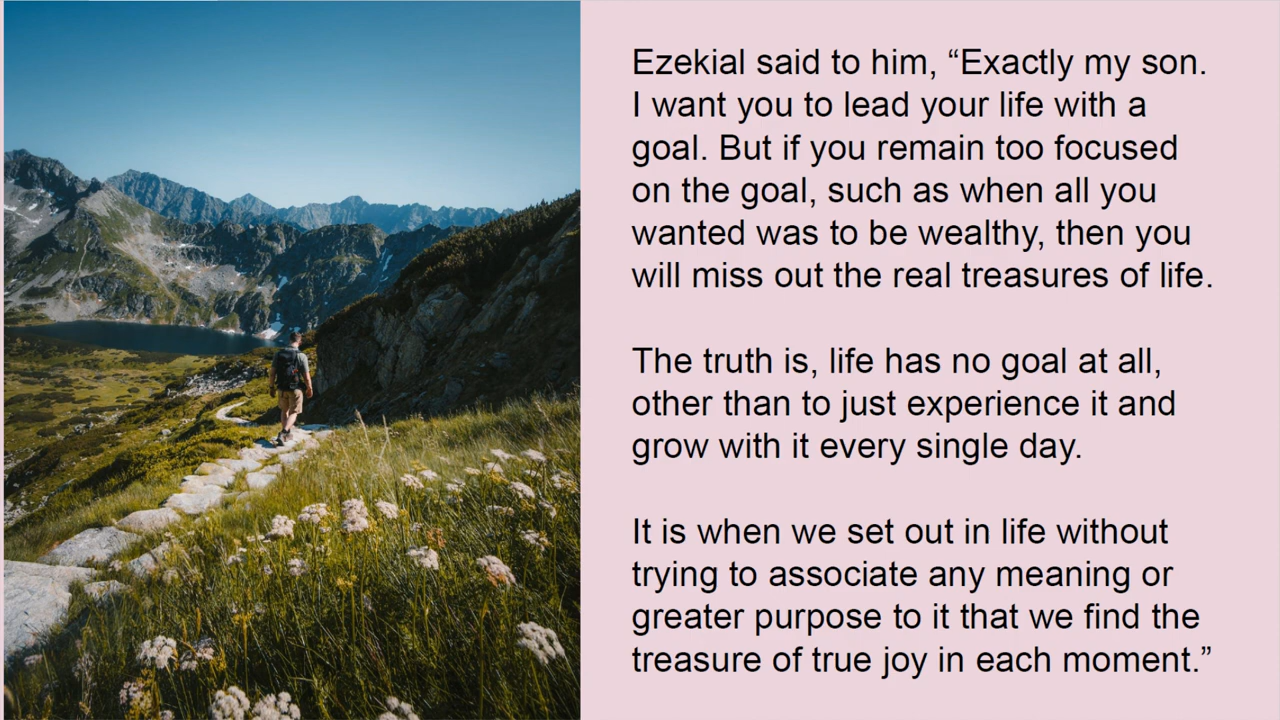 Ezekial said to him, “Exactly my son.
I want you to lead your life with a
goal. But if you remain too focused
on the goal, such as when all you
wanted was to be wealthy, then you
will miss out the real treasures of life.
The truth is, life has no goal at all,
other than to just experience it and
grow with it every single day.
It is when we set out in life without
trying to associate any meaning or
greater purpose to it that we find the
treasure of true joy in each moment.”